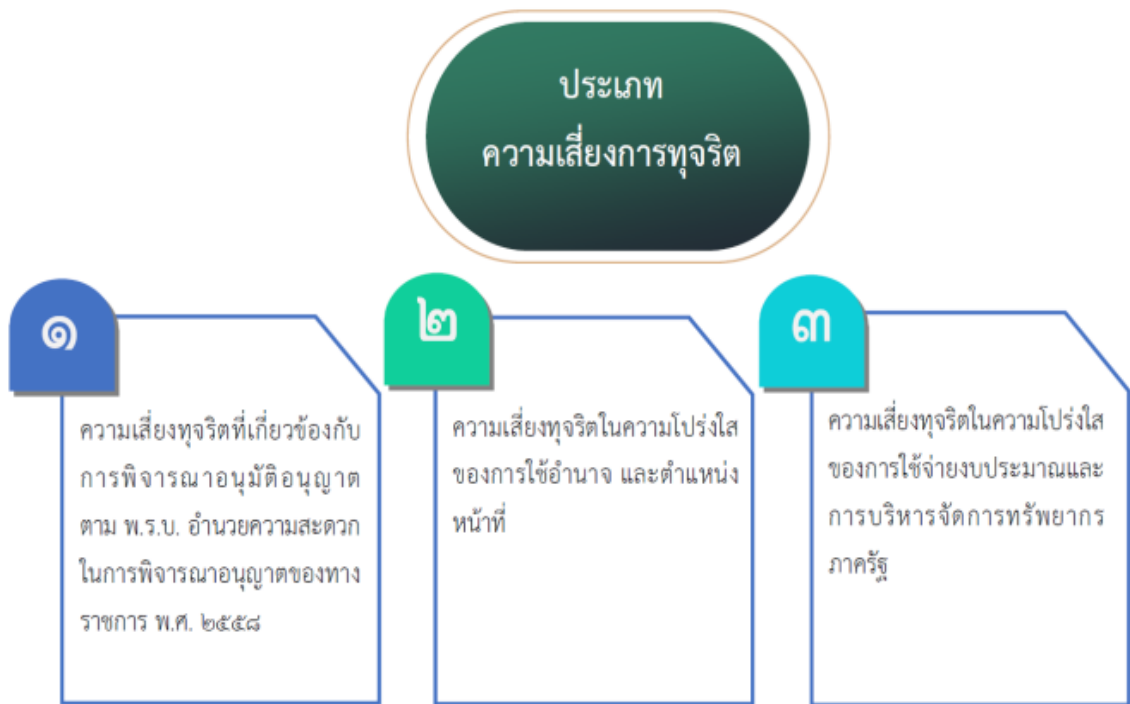 ประเภท
ความเสี่ยงการทุจริต
๑
ความเสี่ยงทุจริตที่เกี่ยวข้องกับ
การพิจารณาอนุมัติอนุญาต
ตาม พ.ร.บ. อำนวยความสะดวก
ในการพิจารณาอนุญาตของทาง
ราชการ พ.ศ. ๒๕๕๘
๒
ความเสี่ยงทุจริตในความโปร่งใส
ของการใช้อำนาจ และตำแหน่ง
หน้าที่
๓
ความเสี่ยงทุจริตในความโปร่งใส
ของการใช้จ่ายงบประมาณและ
การบริหารจัดการทรัพยากร
ภาครัฐ